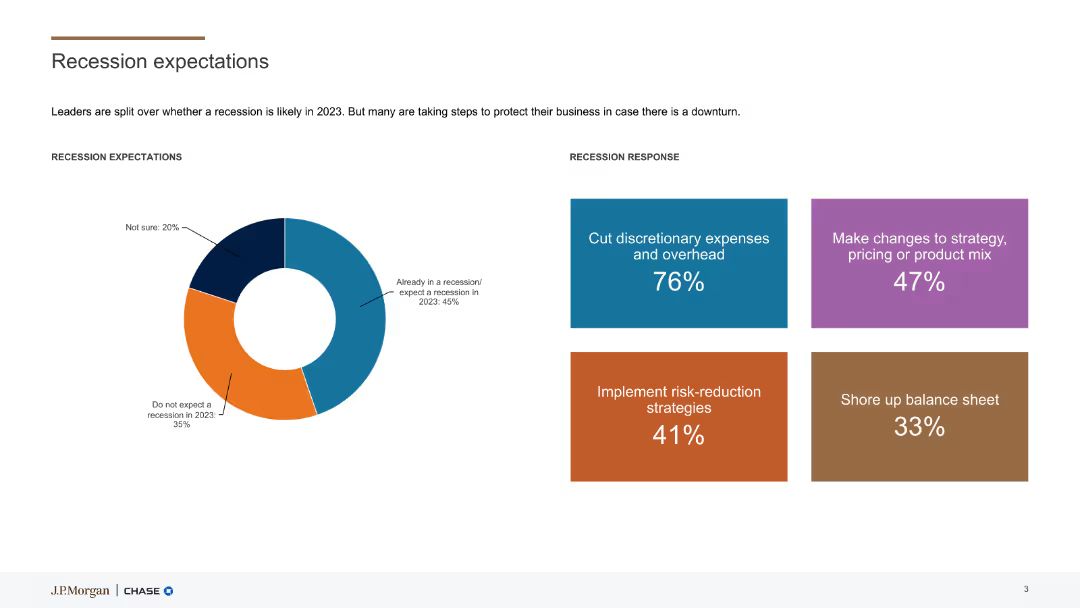 Recession expectations
Leaders are split over whether a recession is likely in 2023. But many are taking steps to protect their business in case there is a downturn.
RECESSION EXPECTATIONS
Not sure: 20%
Already in a recession/
expect a recession in
2023: 45%
Do not expect a
recession in 2023:
35%
RECESSION RESPONSE
Cut discretionary expenses
and overhead
76%
Make changes to strategy,
pricing or product mix
47%
Implement risk-reduction
strategies
41%
Shore up balance sheet
33%
J.P.Morgan | CHASE
3